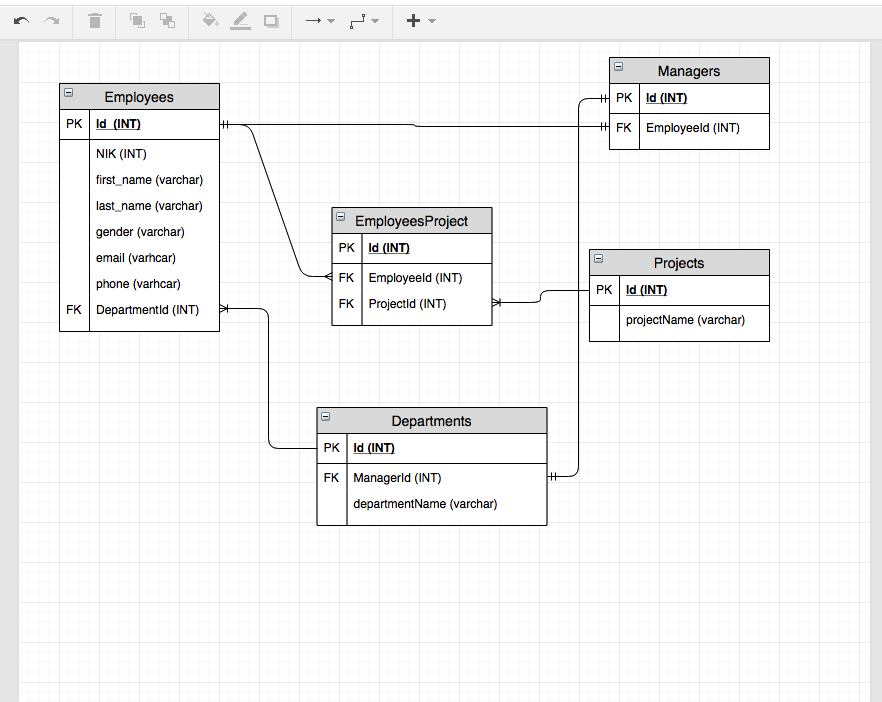 Employees
PK Id (INT)
NIK (INT)
first_name (varchar)
last_name (varchar)
gender (varchar)
email (varhcar)
phone (varhcar)
FK DepartmentId (INT)
Managers
PK Id (INT)
FK EmployeeId (INT)
EmployeesProject
PK Id (INT)
FK EmployeeId (INT)
FK ProjectId (INT)
Projects
PK Id (INT)
projectName (varchar)
Departments
PK Id (INT)
FK ManagerId (INT)
departmentName (varchar)